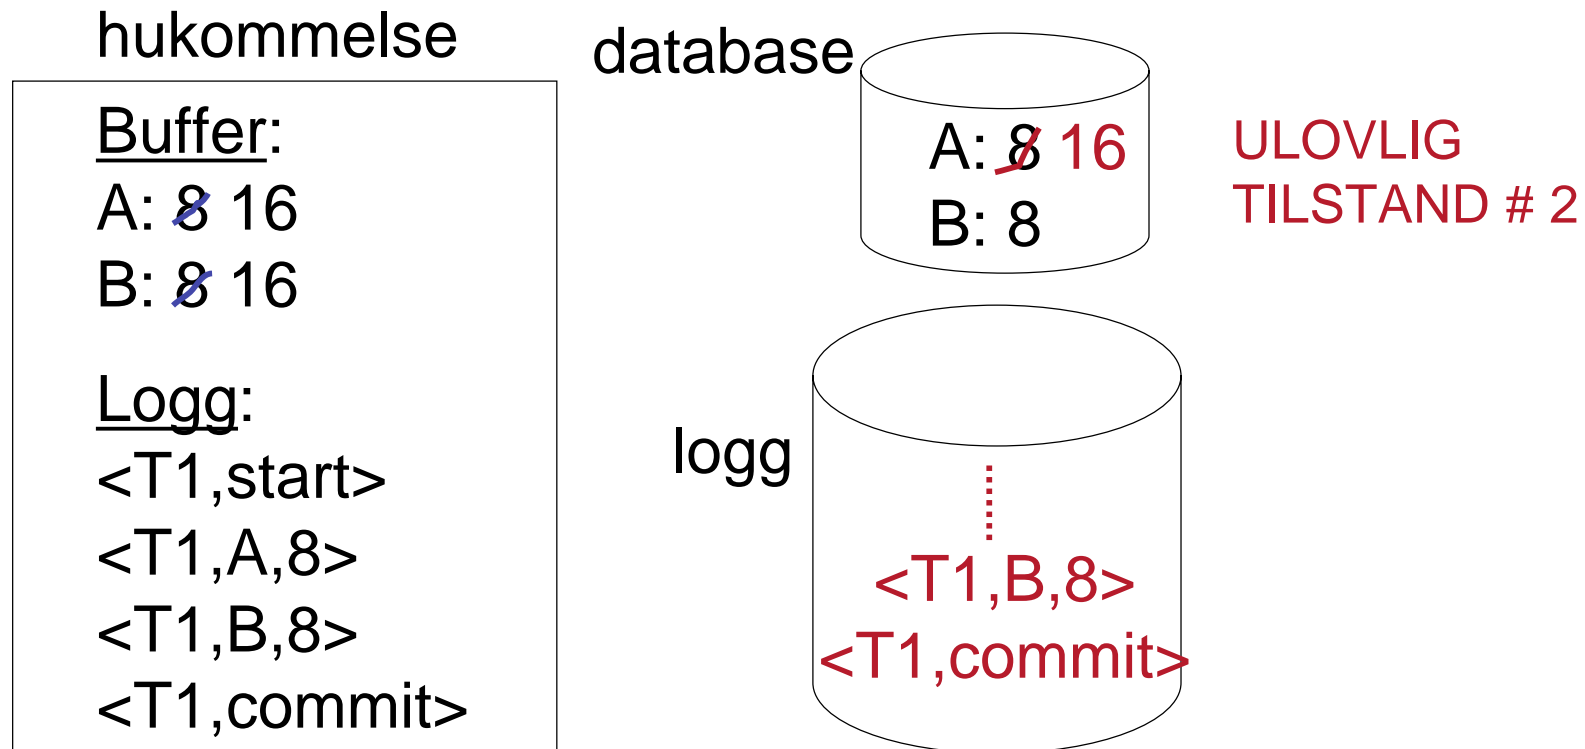 hukommelse
Buffer:
A: 8 16
B: 8 16
Logg:
<T1,start>
<T1,A,8>
<T1,B,8>
<T1,commit>
database
A: 8 16
B: 8
ULOVLIG
TILSTAND # 2
logg
<T1,B,8>
<T1,commit>